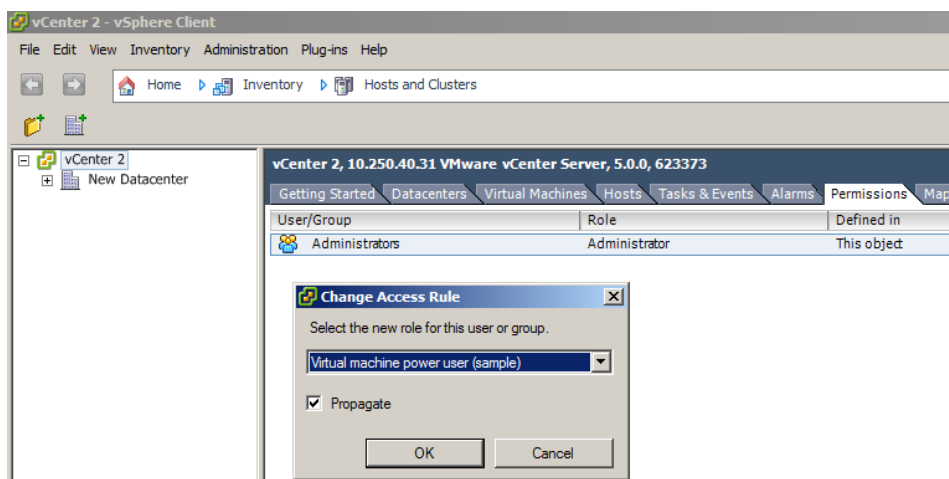 vCenter 2 - vSphere Client
File Edit View Inventory Administration Plug-ins Help
Home Inventory Hosts and Clusters
vCenter 2
New Datacenter
vCenter 2, 10.250.40.31 VMware vCenter Server, 5.0.0, 623373
Getting Started Datacenters Virtual Machines Hosts Tasks & Events Alarms Permissions Map
User/Group Role Defined in
Administrators Administrator This object
Change Access Rule
Select the new role for this user or group.
Virtual machine power user (sample)
Propagate
OK Cancel